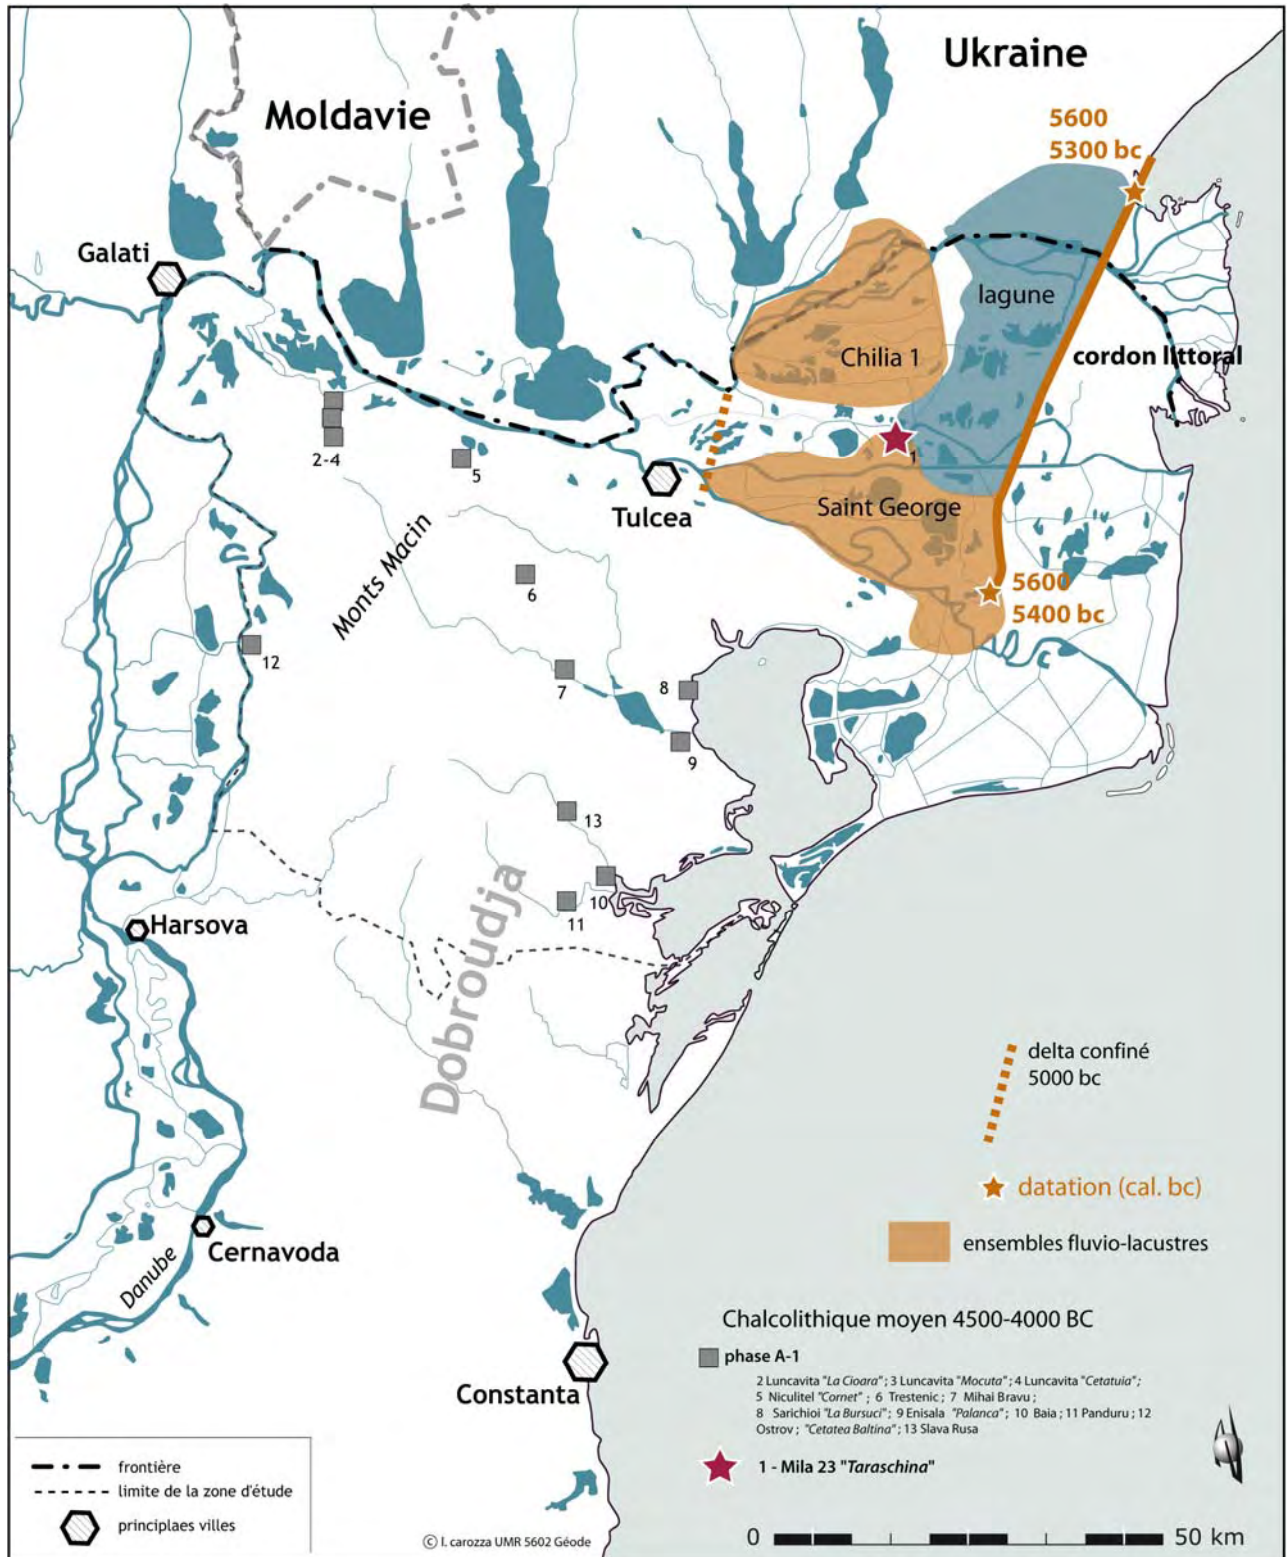 Ukraine
Moldavie
5600
5300 bc
Galati
lagune
Chilia 1
cordon littoral
1
2-4
5
Tulcea
Saint George
Monts Macin
6
5600
5400 bc
12
7
8
9
13
10
11
Harsova
Dobroudja
delta confiné
5000 bc
datation (cal. bc)
ensembles fluvio-lacustres
Cernavoda
Danube
Constanta
Chalcolithique moyen 4500-4000 BC
phase A-1
2 Luncavita "La Cioara" ; 3 Luncavita "Mocuta" ; 4 Luncavita "Cetatuia" ;
5 Niculitel "Cornet" ; 6 Trestenic ; 7 Mihai Bravu ;
8 Sarichioi "La Bursuci" ; 9 Enisala "Palanca" ; 10 Baia ; 11 Panduru ; 12
Ostrov ; "Cetatea Baltina" ; 13 Slava Rusa
1 - Mila 23 "Taraschina"
frontière
limite de la zone d'étude
principlaes villes
© l. carozza UMR 5602 Géode
0 50 km